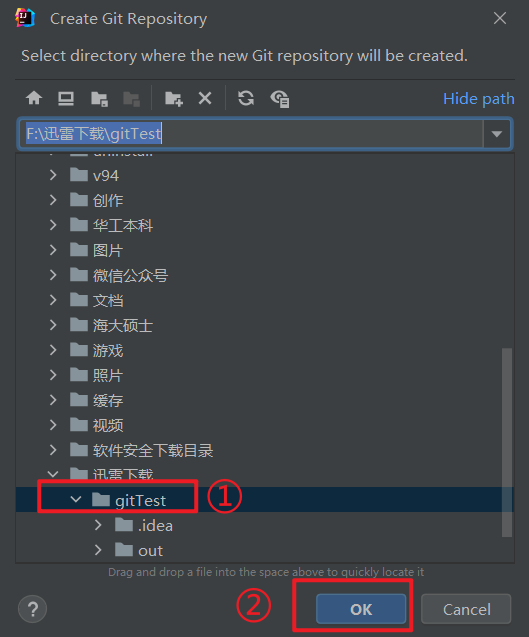 Create Git Repository
Select directory where the new Git repository will be created.
Hide path
F:\迅雷下载\gitTest
v94
创作
华工本科
图片
微信公众号
文档
海大硕士
游戏
照片
缓存
视频
软件安全下载目录
迅雷下载
gitTest ①
.idea
out
Drag and drop a file into the space above to quickly locate it
? ② OK Cancel